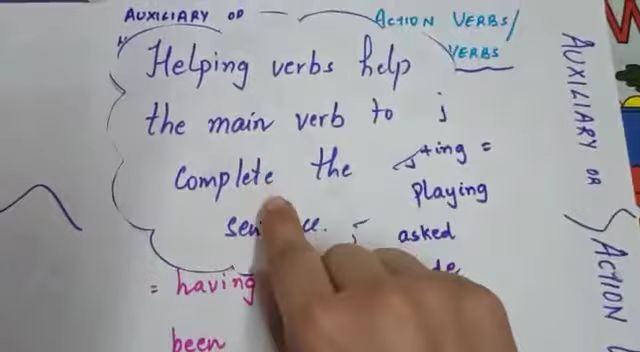 AUXILIARY OR
ACTION VERBS/
VERBS
Helping verbs help
the main verb to
complete the
+ing =
playing
asked
= having
been
AUXILIARY OR
ACTION